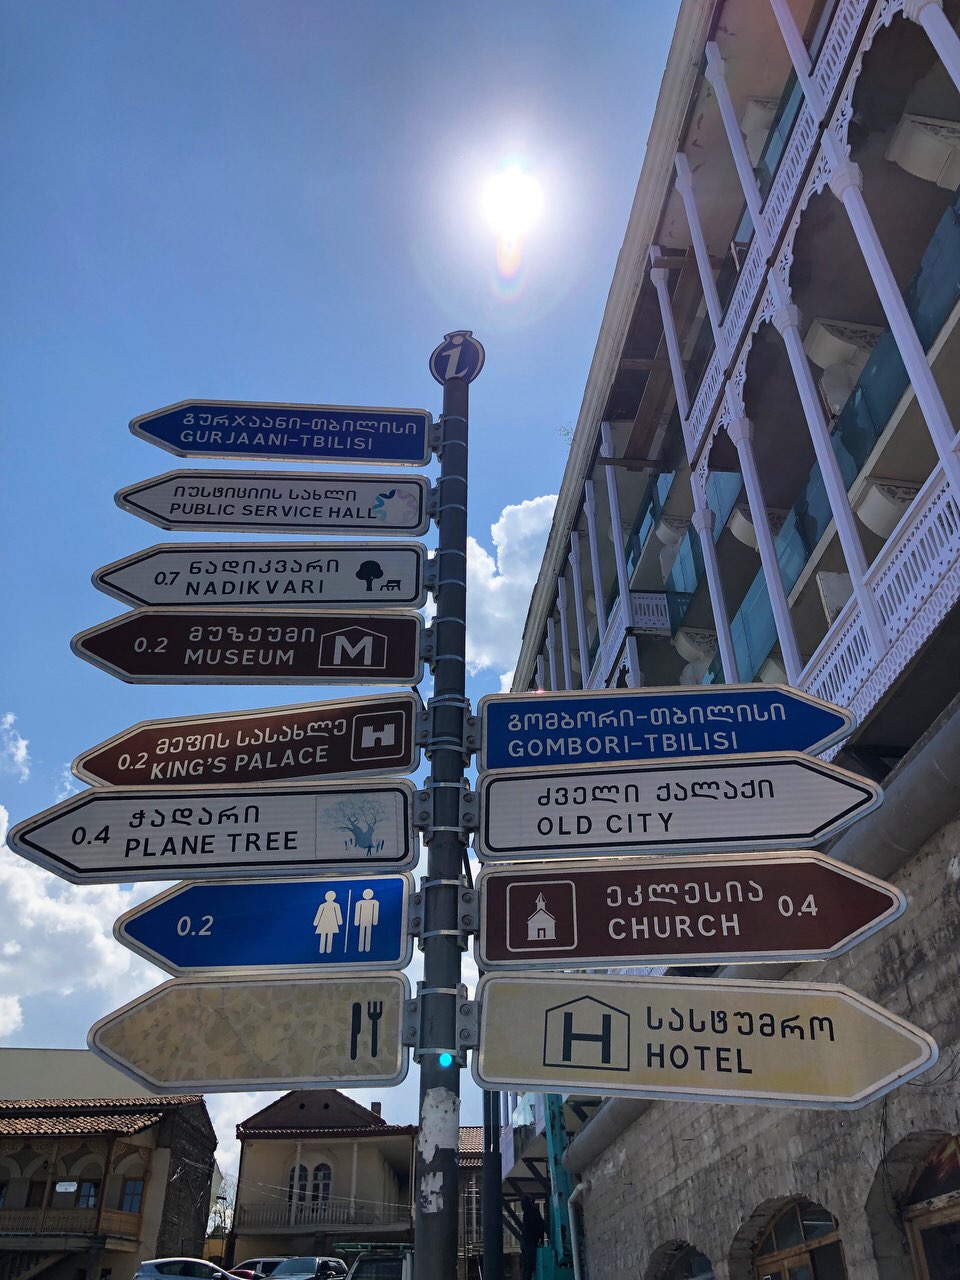 i
ᲒᲣᲠᲯᲐᲐᲜᲘ-ᲗᲑᲘᲚᲘᲡᲘ
GURJAANI-TBILISI
ᲘᲣᲡᲢᲘᲪᲘᲘᲡ ᲡᲐᲮᲚᲘ
PUBLIC SERVICE HALL
0.7 ᲜᲐᲓᲘᲙᲕᲐᲠᲘ
NADIKVARI
0.2 ᲛᲣᲖᲔᲣᲛᲘ M
MUSEUM
0.2 ᲛᲔᲤᲘᲡ ᲡᲐᲡᲐᲮᲚᲔ
KING'S PALACE
0.4 ᲭᲐᲓᲐᲠᲘ
PLANE TREE
0.2
ᲒᲝᲛᲑᲝᲠᲘ-ᲗᲑᲘᲚᲘᲡᲘ
GOMBORI-TBILISI
ᲫᲕᲔᲚᲘ ᲥᲐᲚᲐᲥᲘ
OLD CITY
ᲔᲙᲚᲔᲡᲘᲐ 0.4
CHURCH
H ᲡᲐᲡᲢᲣᲛᲠᲝ
HOTEL